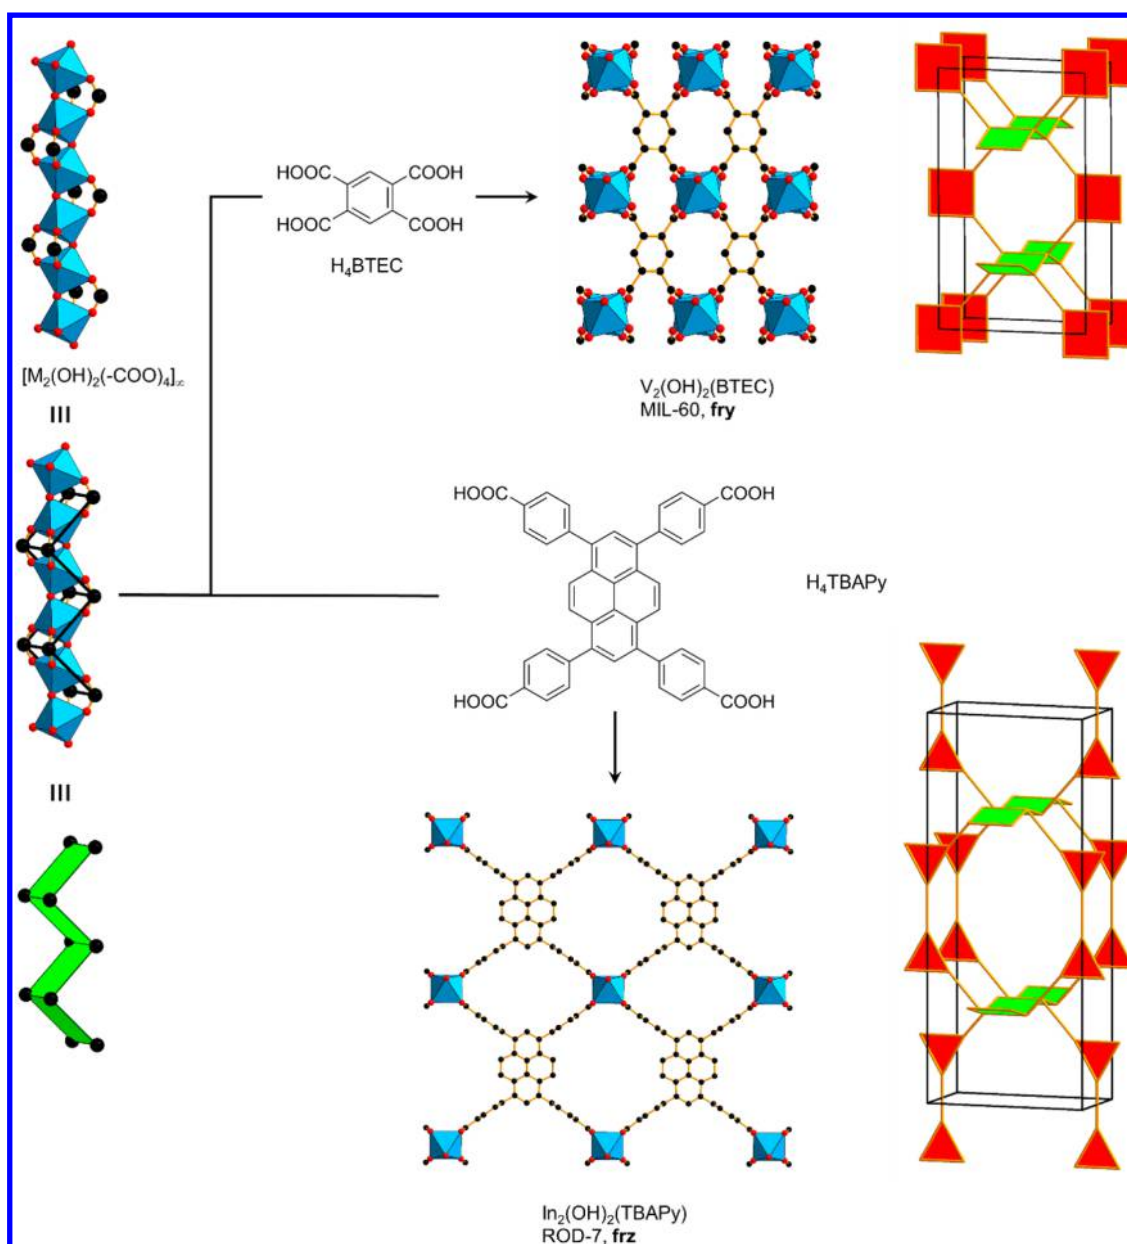 HOOC COOH
HOOC COOH
H₄BTEC
[M₂(OH)₂(-COO)₄]∞
III
V₂(OH)₂(BTEC)
MIL-60, fry
HOOC COOH
H₄TBAPy
HOOC COOH
III
In₂(OH)₂(TBAPy)
ROD-7, frz